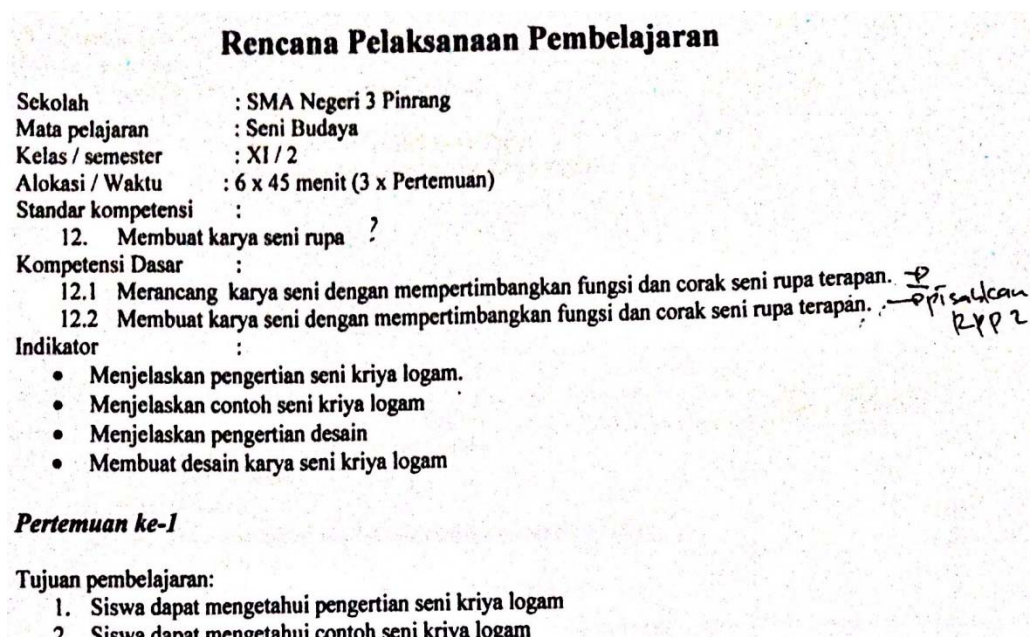 Rencana Pelaksanaan Pembelajaran
Sekolah : SMA Negeri 3 Pinrang
Mata pelajaran : Seni Budaya
Kelas / semester : XI / 2
Alokasi / Waktu : 6 x 45 menit (3 x Pertemuan)
Standar kompetensi :
12. Membuat karya seni rupa ?
Kompetensi Dasar :
12.1 Merancang karya seni dengan mempertimbangkan fungsi dan corak seni rupa terapan.
12.2 Membuat karya seni dengan mempertimbangkan fungsi dan corak seni rupa terapan. → pisahkan
RPP 2
Indikator :
• Menjelaskan pengertian seni kriya logam.
• Menjelaskan contoh seni kriya logam
• Menjelaskan pengertian desain
• Membuat desain karya seni kriya logam
Pertemuan ke-1
Tujuan pembelajaran:
1. Siswa dapat mengetahui pengertian seni kriya logam
2. Siswa dapat mengetahui contoh seni kriya logam